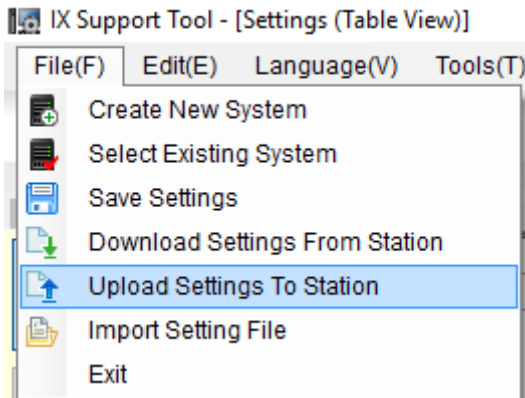 IX Support Tool - [Settings (Table View)]
File(F) Edit(E) Language(V) Tools(T)
Create New System
Select Existing System
Save Settings
Download Settings From Station
Upload Settings To Station
Import Setting File
Exit